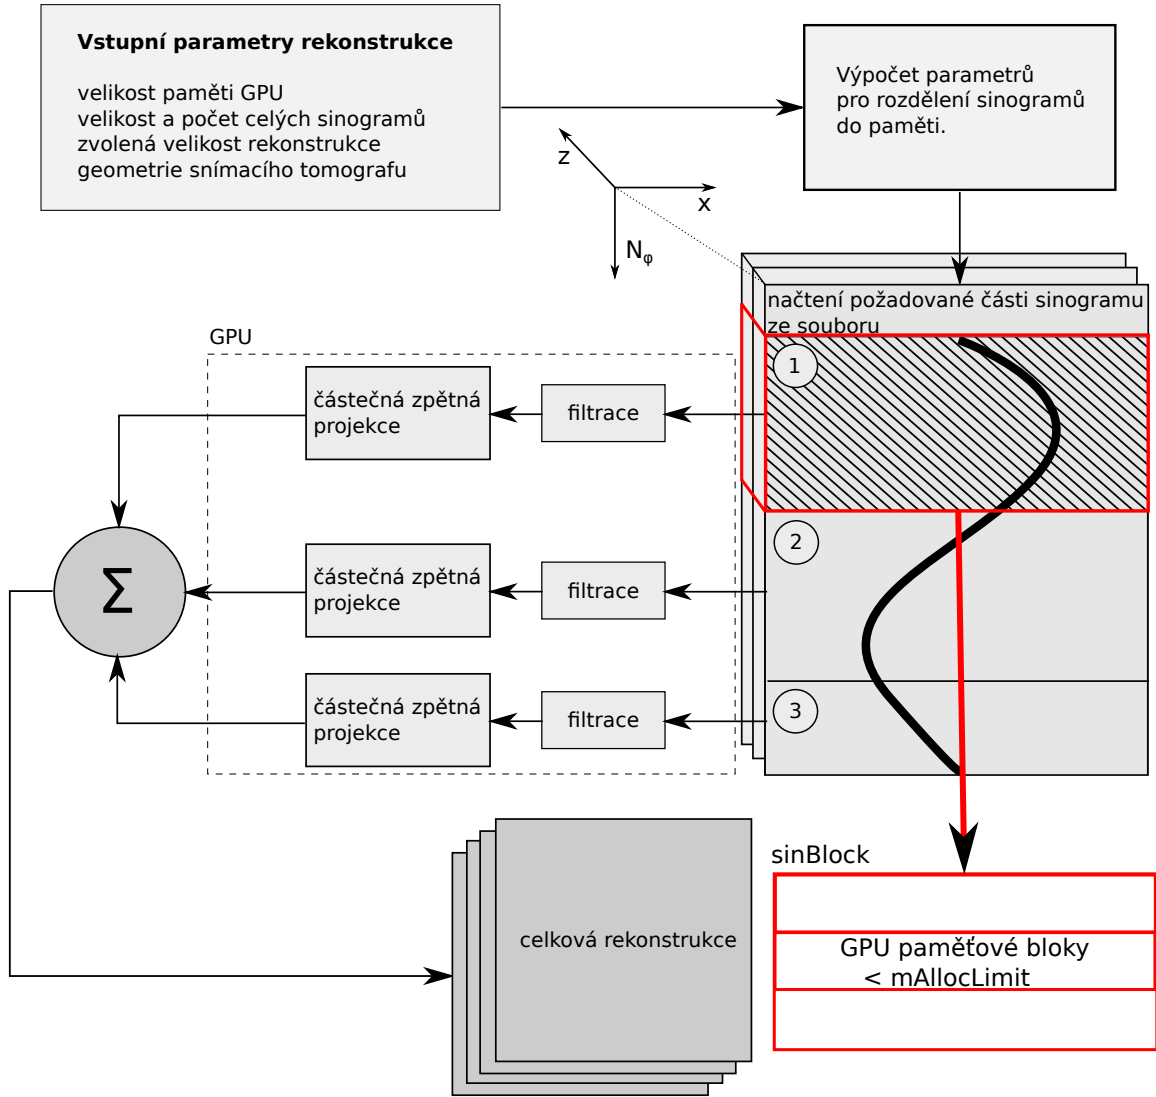 Vstupní parametry rekonstrukce
velikost paměti GPU
velikost a počet celých sinogramů
zvolená velikost rekonstrukce
geometrie snímacího tomografu
Výpočet parametrů
pro rozdělení sinogramů
do paměti.
z
x
Nφ
načtení požadované části sinogramu
ze souboru
GPU
1
částečná zpětná
projekce
filtrace
2
částečná zpětná
projekce
filtrace
Σ
3
částečná zpětná
projekce
filtrace
sinBlock
celková rekonstrukce
GPU paměťové bloky
< mAllocLimit